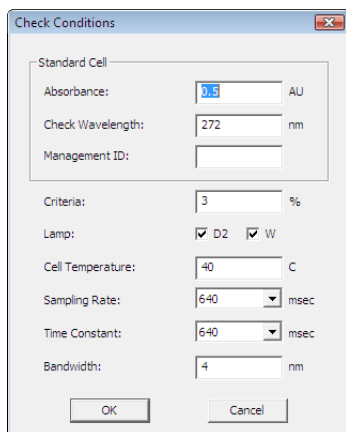 Check Conditions
Standard Cell
Absorbance: 0.5 AU
Check Wavelength: 272 nm
Management ID:
Criteria: 3 %
Lamp: D2 W
Cell Temperature: 40 C
Sampling Rate: 640 msec
Time Constant: 640 msec
Bandwidth: 4 nm
OK Cancel